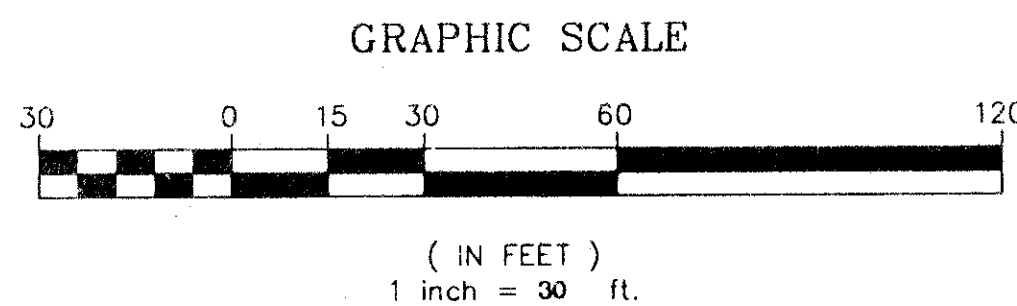 GRAPHIC SCALE
30 0 15 30 60 120
( IN FEET )
1 inch = 30 ft.